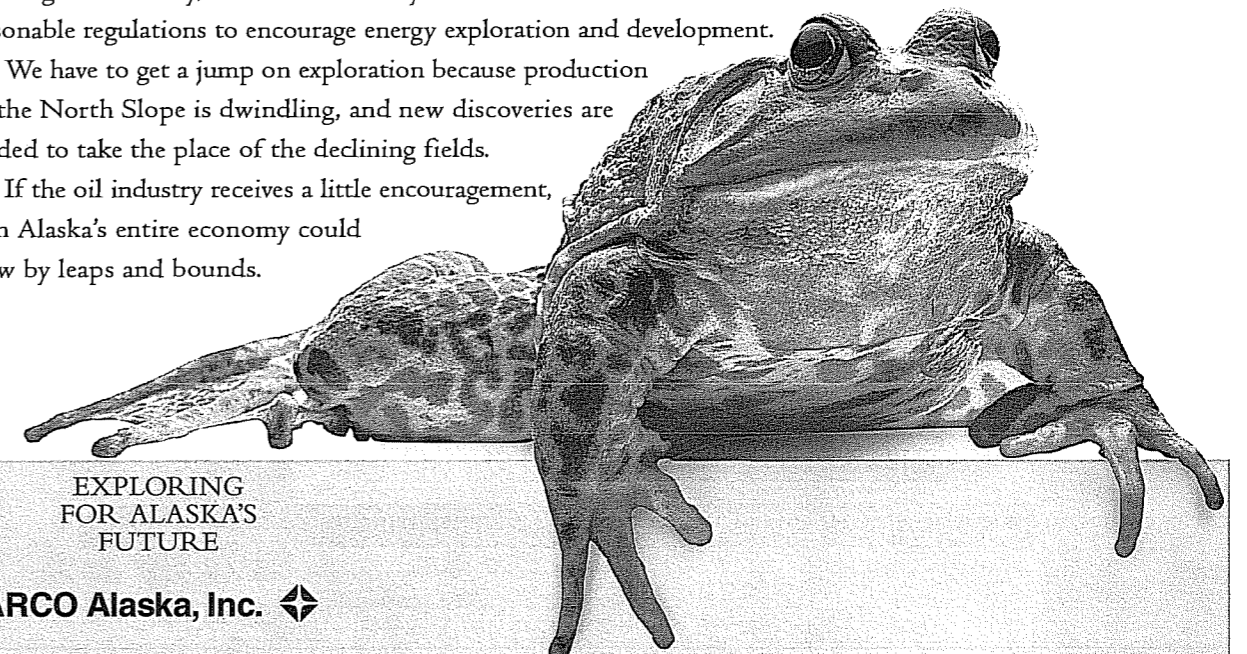 sonable regulations to encourage energy exploration and development.
We have to get a jump on exploration because production
the North Slope is dwindling, and new discoveries are
ded to take the place of the declining fields.
If the oil industry receives a little encouragement,
n Alaska's entire economy could
w by leaps and bounds.
EXPLORING
FOR ALASKA'S
FUTURE
ARCO Alaska, Inc.